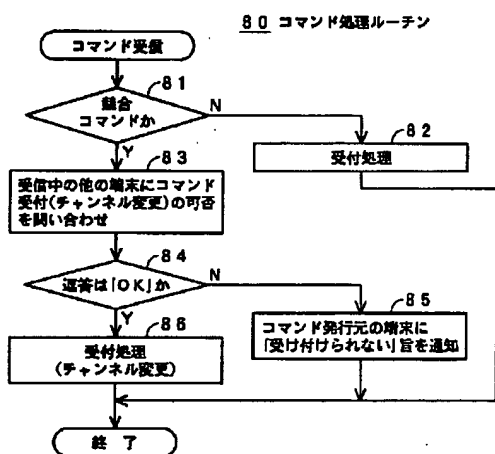 80 コマンド処理ルーチン
コマンド受信
81
競合
コマンドか
N
Y
82
受付処理
83
受信中の他の端末にコマンド
受付(チャンネル変更)の可否
を問い合わせ
84
返答は「OK」か
N
Y
85
コマンド発行元の端末に
「受け付けられない」旨を通知
86
受付処理
(チャンネル変更)
終了